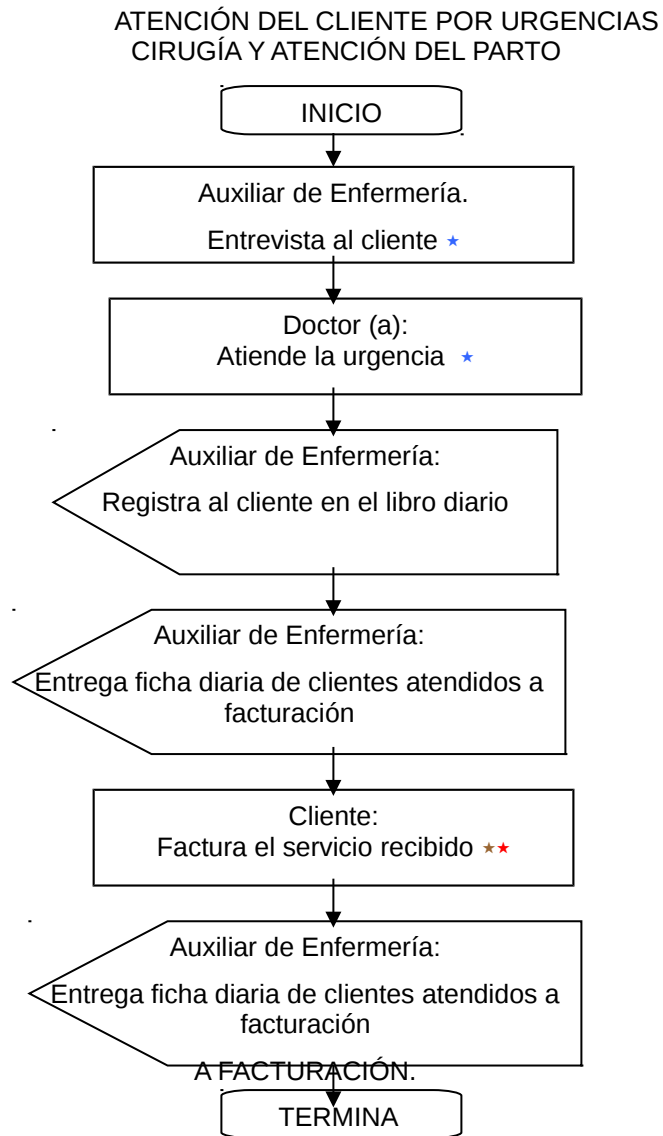 ATENCIÓN DEL CLIENTE POR URGENCIAS
CIRUGÍA Y ATENCIÓN DEL PARTO
INICIO
Auxiliar de Enfermería.
Entrevista al cliente ★
Doctor (a):
Atiende la urgencia ★
Auxiliar de Enfermería:
Registra al cliente en el libro diario
Auxiliar de Enfermería:
Entrega ficha diaria de clientes atendidos a
facturación
Cliente:
Factura el servicio recibido ★★
Auxiliar de Enfermería:
Entrega ficha diaria de clientes atendidos a
facturación
A FACTURACIÓN.
TERMINA